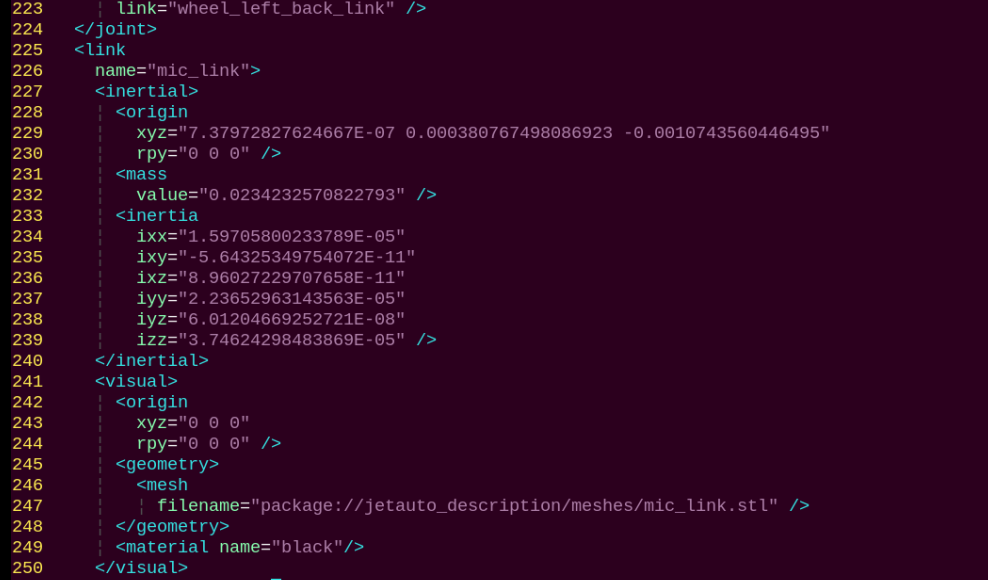 223 link="wheel_left_back_link" />
224 </joint>
225 <link
226 name="mic_link">
227 <inertial>
228 <origin
229 xyz="7.37972827624667E-07 0.000380767498086923 -0.0010743560446495"
230 rpy="0 0 0" />
231 <mass
232 value="0.0234232570822793" />
233 <inertia
234 ixx="1.59705800233789E-05"
235 ixy="-5.64325349754072E-11"
236 ixz="8.96027229707658E-11"
237 iyy="2.23652963143563E-05"
238 iyz="6.01204669252721E-08"
239 izz="3.74624298483869E-05" />
240 </inertial>
241 <visual>
242 <origin
243 xyz="0 0 0"
244 rpy="0 0 0" />
245 <geometry>
246 <mesh
247 filename="package://jetauto_description/meshes/mic_link.stl" />
248 </geometry>
249 <material name="black"/>
250 </visual>